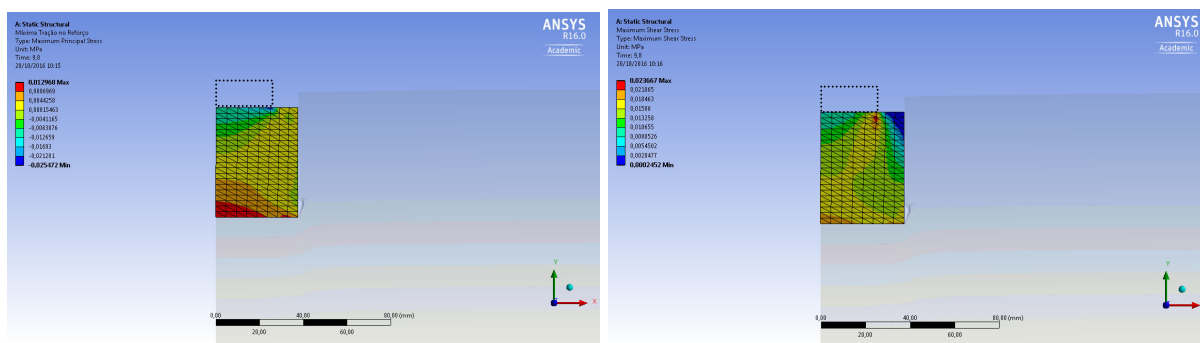 A: Static Structural
Máxima Tração no Reforço
Type: Maximum Principal Stress
Unit: MPa
Time: 9,8
20/10/2016 10:15
0.012968 Max
0,0086969
0,0044258
0,00015463
-0,0041165
-0,0083876
-0,012659
-0,01693
-0,021201
-0.025472 Min
ANSYS
R16.0
Academic
0,00
40,00
80,00 (mm)
20,00
60,00
Y
X
A: Static Structural
Maximum Shear Stress
Type: Maximum Shear Stress
Unit: MPa
Time: 9,8
20/10/2016 10:16
0.023667 Max
0,021065
0,018463
0,01586
0,013258
0,010655
0,0080526
0,0054502
0,0028477
0.0002452 Min
ANSYS
R16.0
Academic
0,00
40,00
80,00 (mm)
20,00
60,00
Y
X